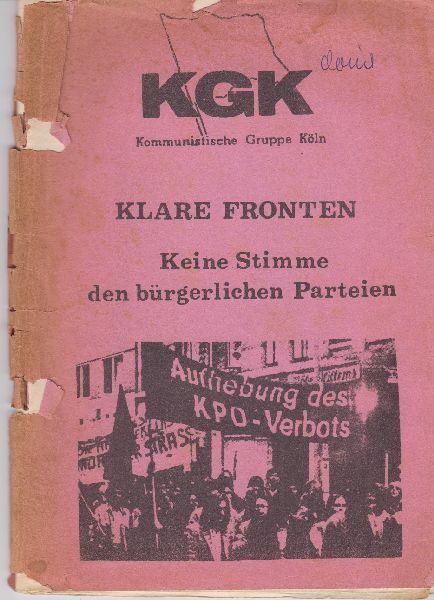 KGK
Kommunistische Gruppe Köln
KLARE FRONTEN
Keine Stimme
den bürgerlichen Parteien
Aufhebung des
KPD-Verbots